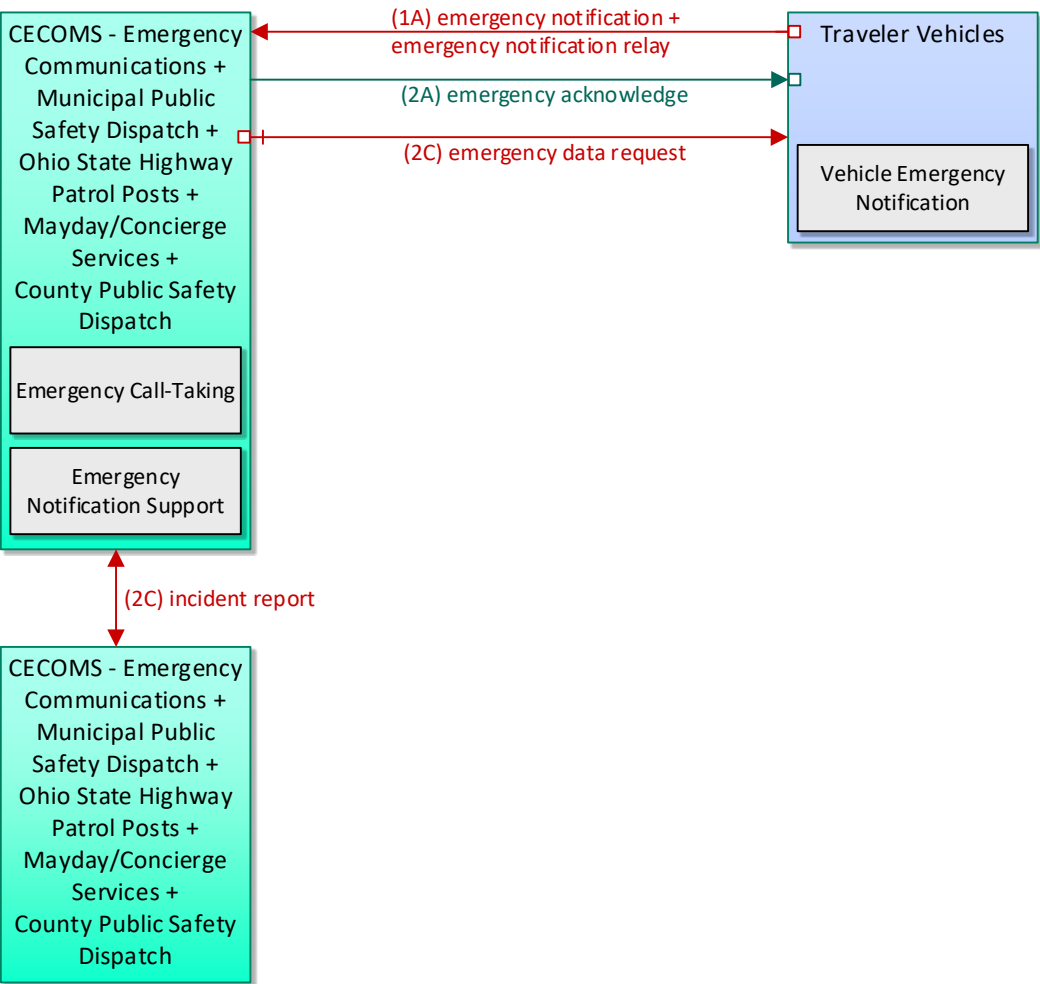 CECOMS - Emergency
Communications +
Municipal Public
Safety Dispatch +
Ohio State Highway
Patrol Posts +
Mayday/Concierge
Services +
County Public Safety
Dispatch
Emergency Call-Taking
Emergency
Notification Support
(1A) emergency notification +
emergency notification relay
(2A) emergency acknowledge
(2C) emergency data request
Traveler Vehicles
Vehicle Emergency
Notification
(2C) incident report
CECOMS - Emergency
Communications +
Municipal Public
Safety Dispatch +
Ohio State Highway
Patrol Posts +
Mayday/Concierge
Services +
County Public Safety
Dispatch